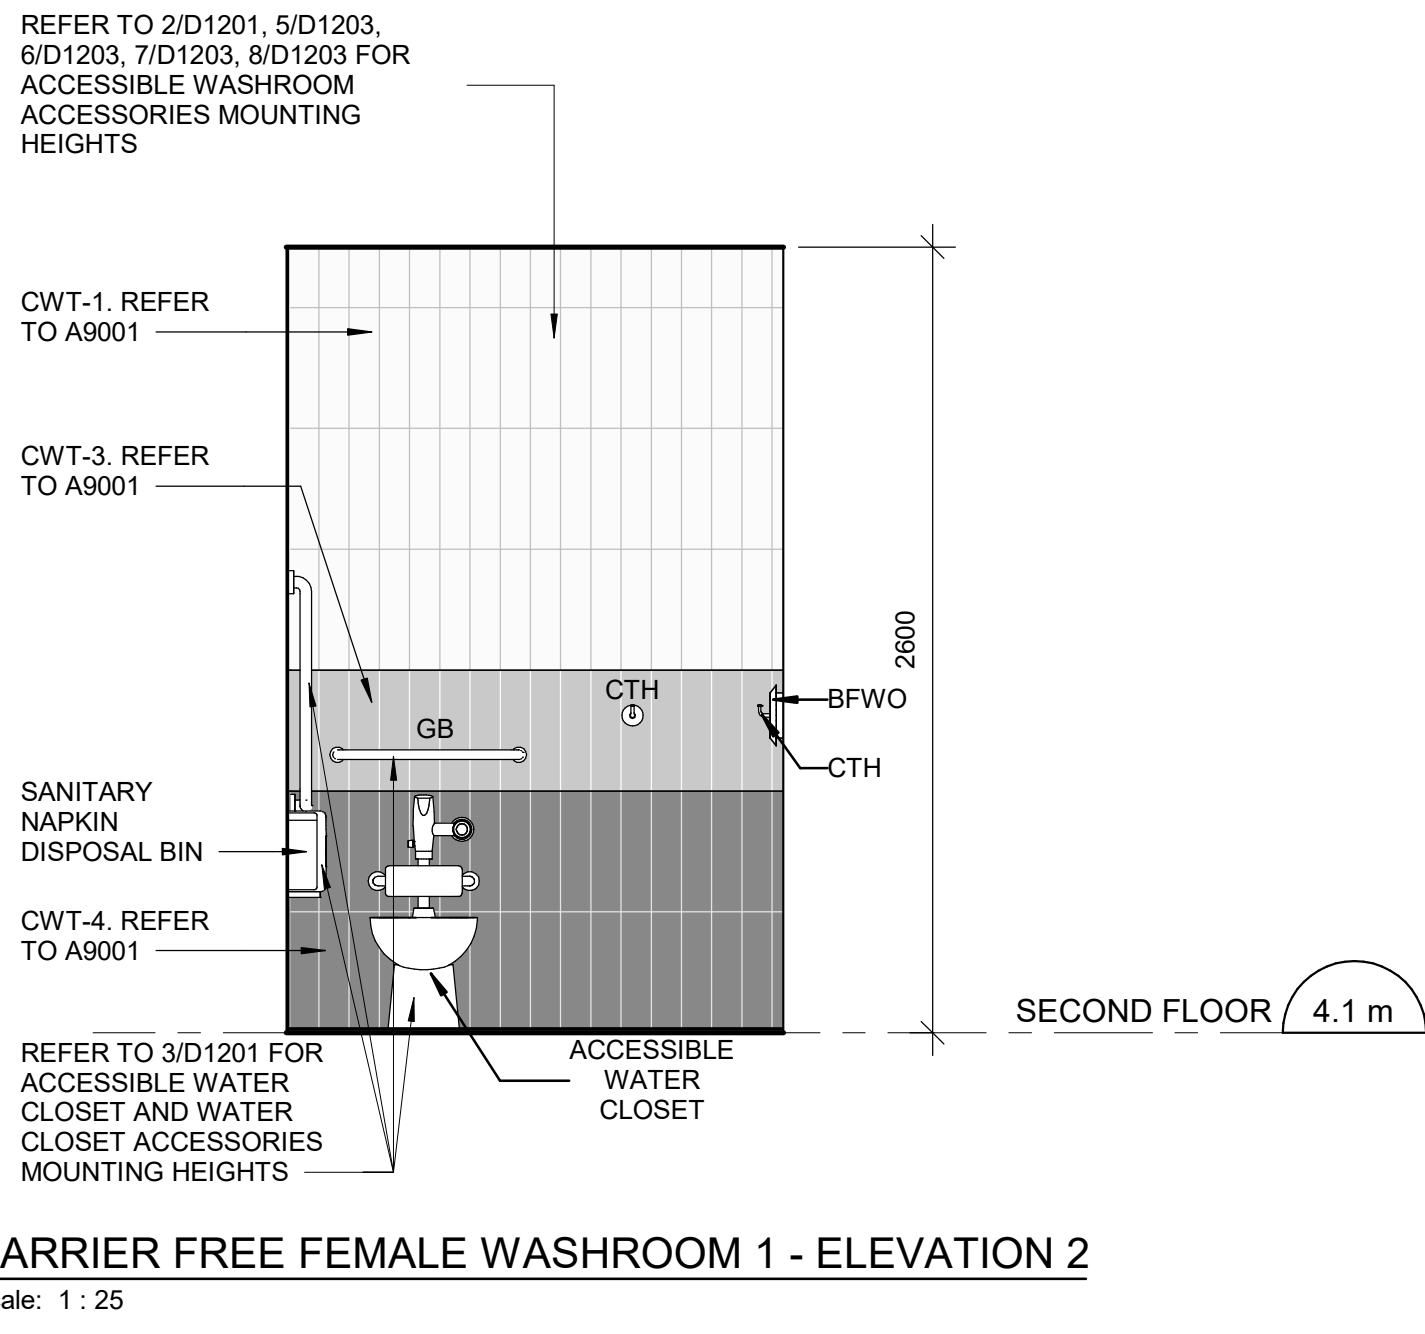 REFER TO 2/D1201, 5/D1203,
6/D1203, 7/D1203, 8/D1203 FOR
ACCESSIBLE WASHROOM
ACCESSORIES MOUNTING
HEIGHTS
CWT-1. REFER
TO A9001
CWT-3. REFER
TO A9001
2600
CTH
BFWO
GB
CTH
SANITARY
NAPKIN
DISPOSAL BIN
CWT-4. REFER
TO A9001
SECOND FLOOR
4.1 m
REFER TO 3/D1201 FOR
ACCESSIBLE WATER
CLOSET AND WATER
CLOSET ACCESSORIES
MOUNTING HEIGHTS
ACCESSIBLE
WATER
CLOSET
ARRIER FREE FEMALE WASHROOM 1 - ELEVATION 2
ale: 1 : 25